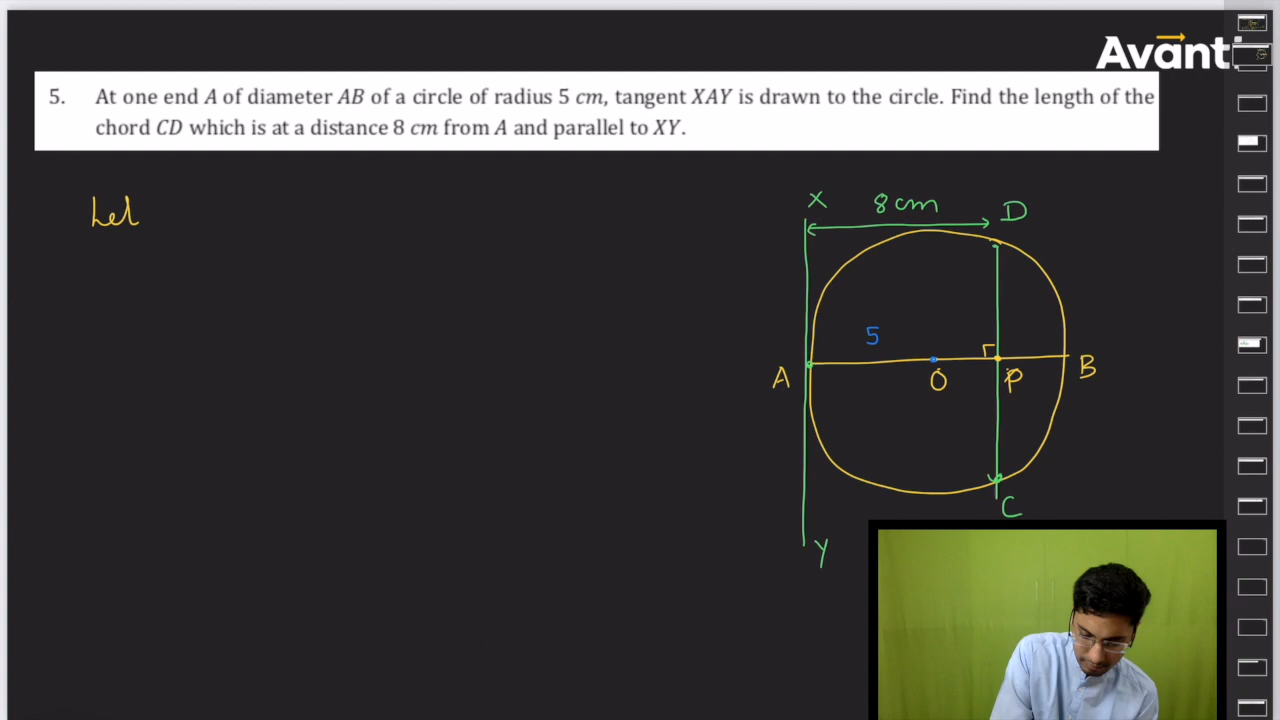 Avant
5. At one end A of diameter AB of a circle of radius 5 cm, tangent XAY is drawn to the circle. Find the length of the
chord CD which is at a distance 8 cm from A and parallel to XY.
Let
X 8 cm D
5
A O P B
C
Y